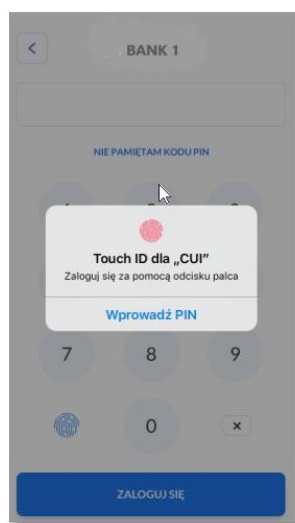 BANK 1
NIE PAMIĘTAM KODU PIN
Touch ID dla „CUI”
Zaloguj się za pomocą odcisku palca
Wprowadź PIN
7 8 9
0 ×
ZALOGUJ SIĘ